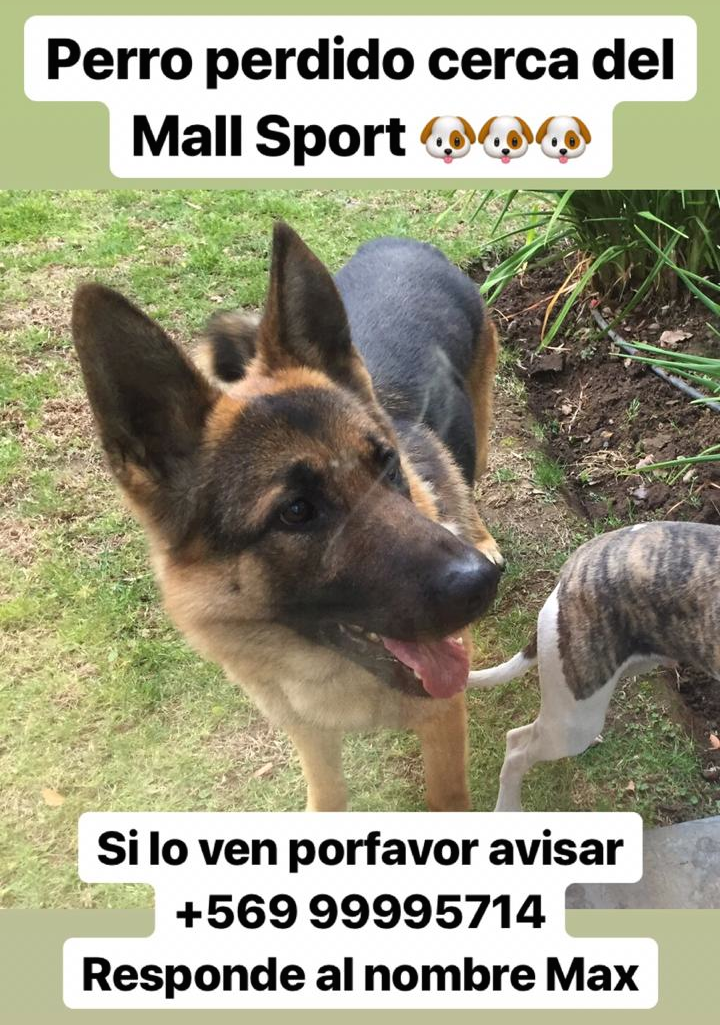 Perro perdido cerca del
Mall Sport 🐶🐶🐶
Si lo ven porfavor avisar
+569 99995714
Responde al nombre Max